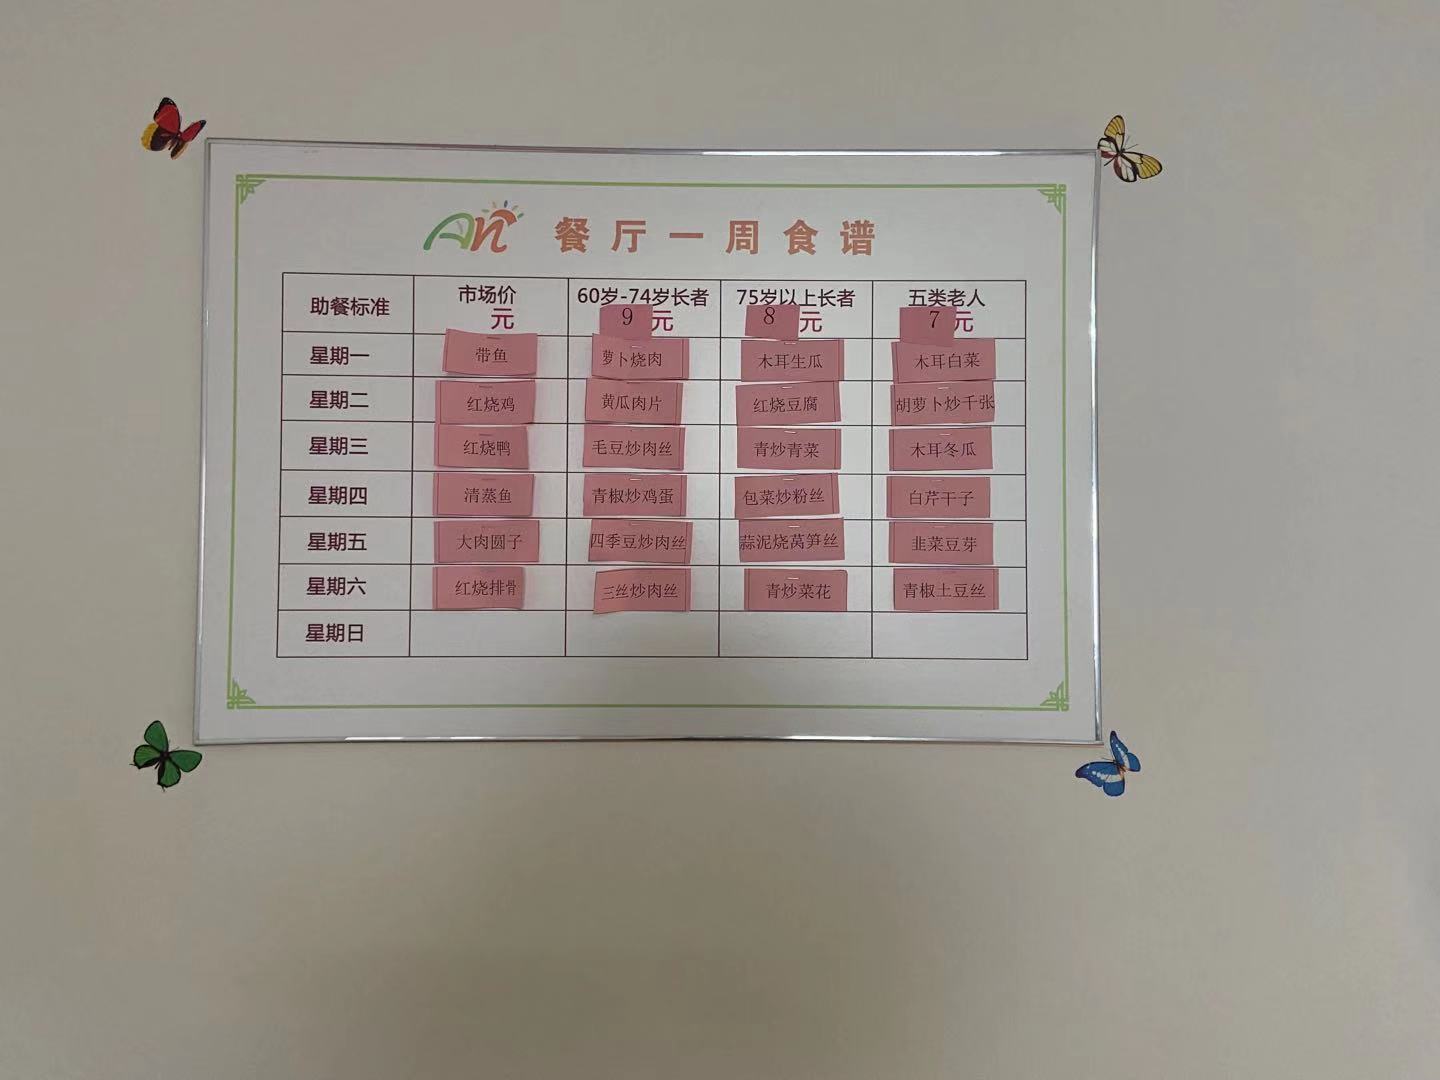 An 餐厅一周食谱
助餐标准 市场价 元 60岁-74岁长者 9元 75岁以上长者 8元 五类老人 7元
星期一 带鱼 萝卜烧肉 木耳生瓜 木耳白菜
星期二 红烧鸡 黄瓜肉片 红烧豆腐 胡萝卜炒千张
星期三 红烧鸭 毛豆炒肉丝 青炒青菜 木耳冬瓜
星期四 清蒸鱼 青椒炒鸡蛋 包菜炒粉丝 白芹干子
星期五 大肉圆子 四季豆炒肉丝 蒜泥烧莴笋丝 韭菜豆芽
星期六 红烧排骨 三丝炒肉丝 青炒菜花 青椒土豆丝
星期日